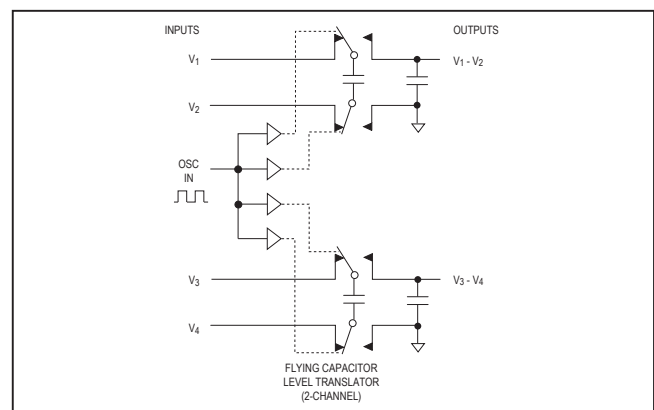 INPUTS
OUTPUTS
V1
V1 - V2
V2
OSC
IN
V3
V3 - V4
V4
FLYING CAPACITOR
LEVEL TRANSLATOR
(2-CHANNEL)